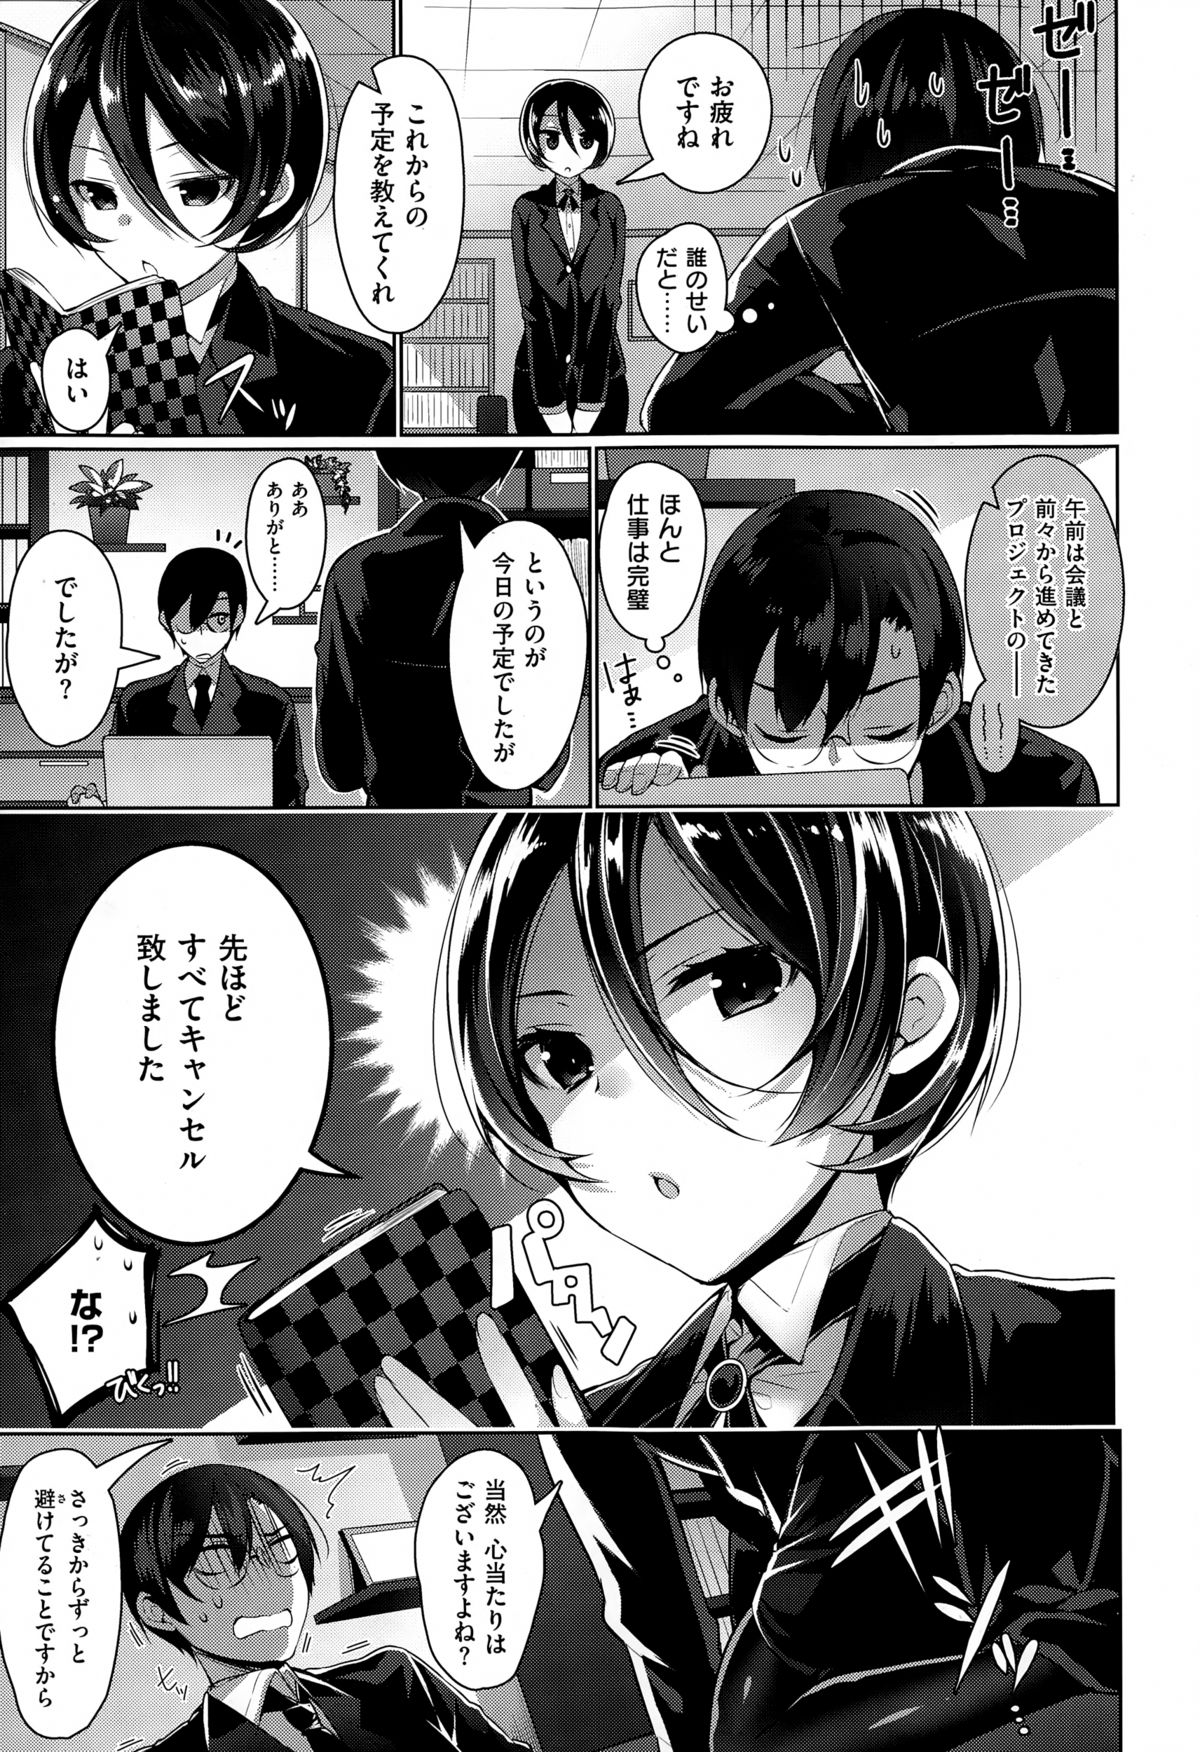 ゼー
ゼー…
お疲れ
ですね
誰のせい
だと……
これからの
予定を教えてくれ
はい
午前は会議と
前々から進めてきた
プロジェクトの――
ほんと
仕事は完璧
はぁ…
というのが
今日の予定でしたが
ああ
ありがと……
でしたが?
先ほど
すべてキャンセル
致しました
な!?
びくっ!!
当然 心当たりは
ございますよね?
さっきからずっと
避けてることですから
さ